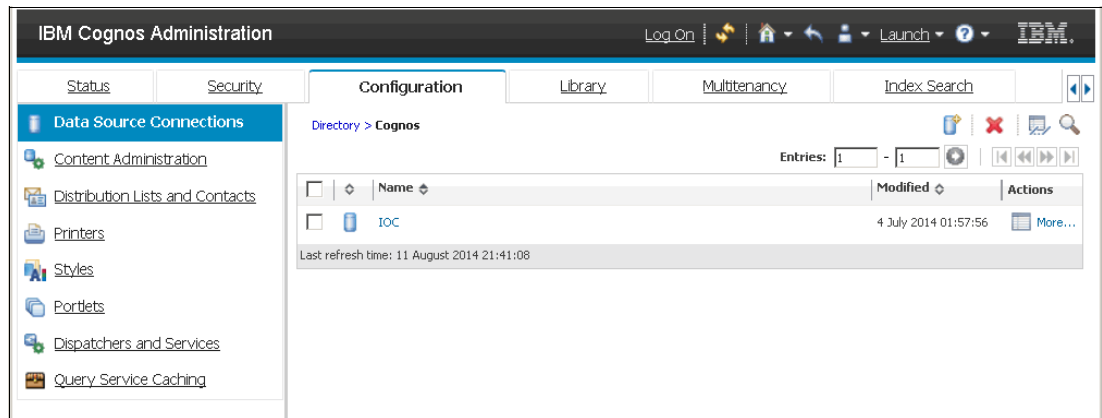 IBM Cognos Administration Log On Launch IBM.
Status Security Configuration Library Multitenancy Index Search
Data Source Connections
Directory > Cognos
Content Administration
Entries: 1 - 1
Distribution Lists and Contacts
Name Modified Actions
IOC 4 July 2014 01:57:56 More...
Printers
Last refresh time: 11 August 2014 21:41:08
Styles
Portlets
Dispatchers and Services
Query Service Caching